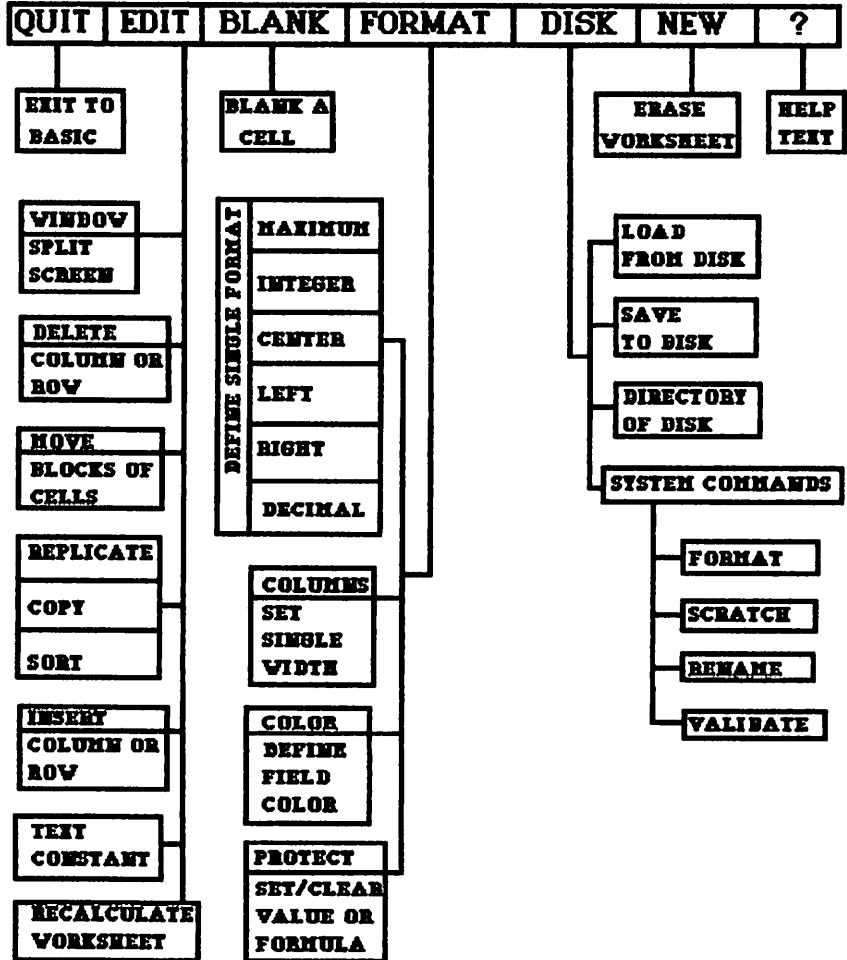 QUIT EDIT BLANK FORMAT DISK NEW ?
EXIT TO
BASIC
BLANK A
CELL
ERASE
WORKSHEET
HELP
TEXT
WINDOW
SPLIT
SCREEN
DELETE
COLUMN OR
ROW
MOVE
BLOCKS OF
CELLS
REPLICATE
COPY
SORT
INSERT
COLUMN OR
ROW
TEXT
CONSTANT
RECALCULATE
WORKSHEET
DEFINE SINGLE FORMAT
MAXIMUM
INTEGER
CENTER
LEFT
RIGHT
DECIMAL
COLUMNS
SET
SINGLE
WIDTH
COLOR
DEFINE
FIELD
COLOR
PROTECT
SET/CLEAR
VALUE OR
FORMULA
LOAD
FROM DISK
SAVE
TO DISK
DIRECTORY
OF DISK
SYSTEM COMMANDS
FORMAT
SCRATCH
RENAME
VALIDATE